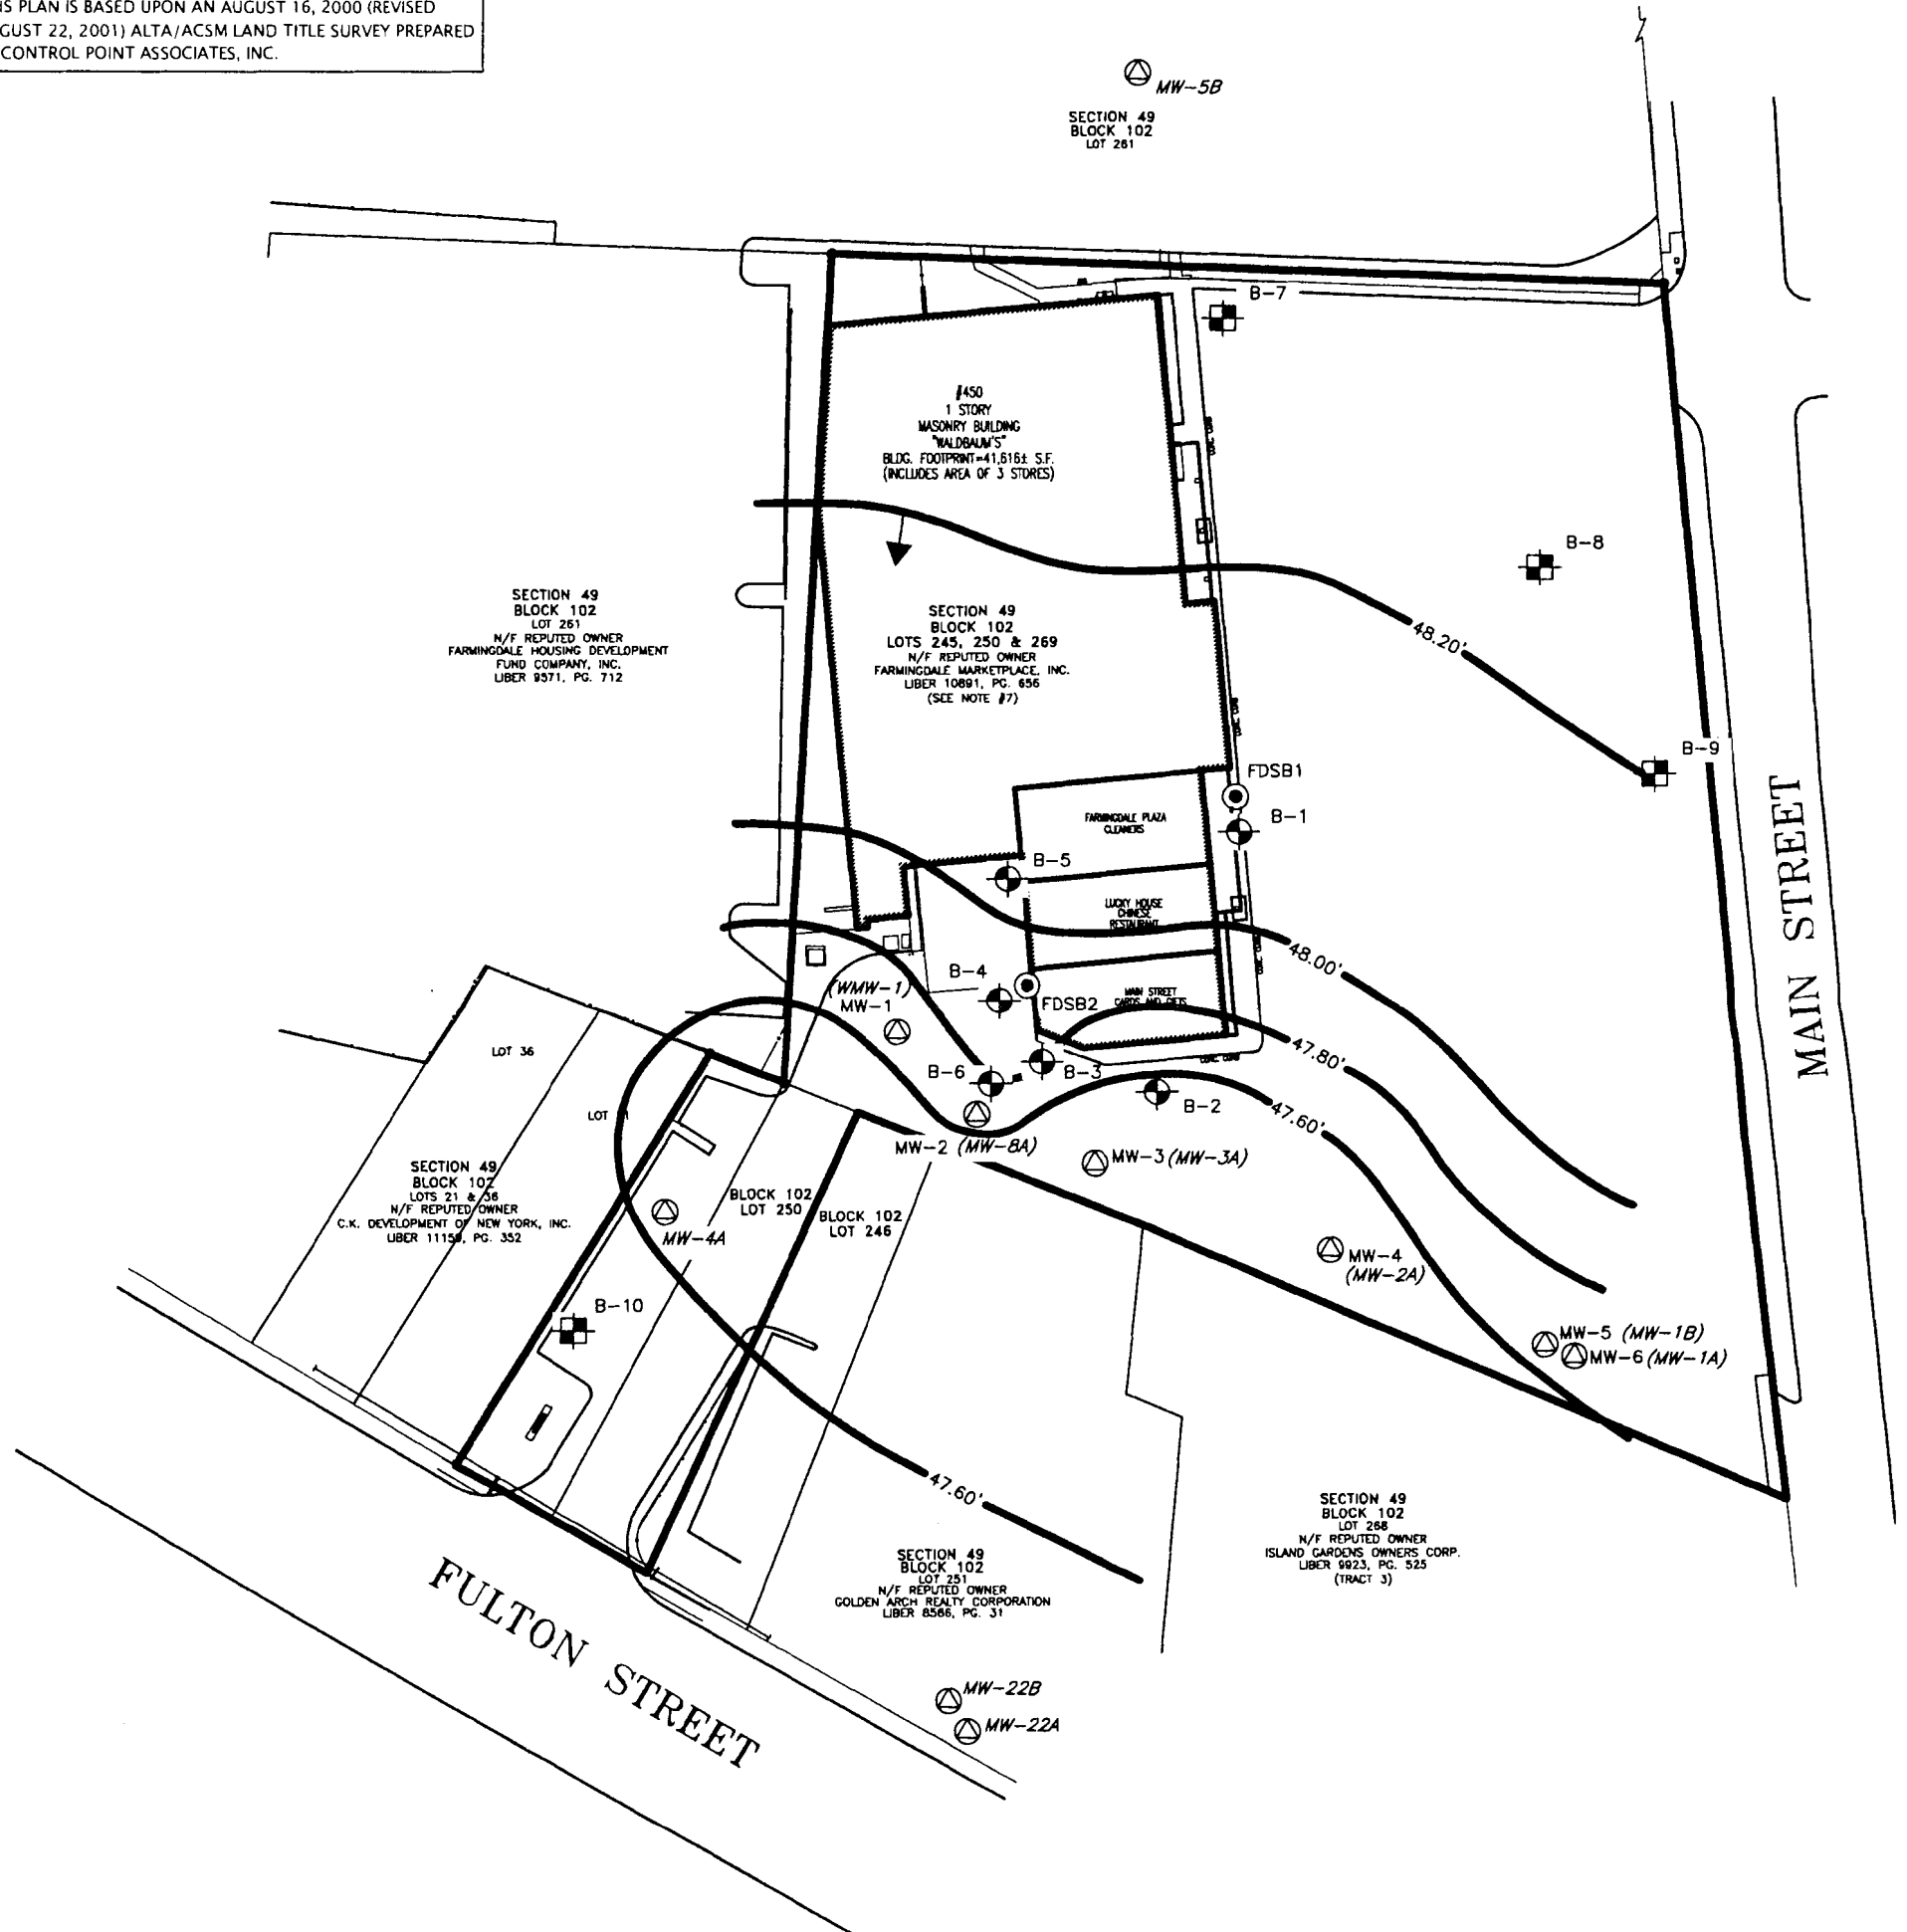 IS PLAN IS BASED UPON AN AUGUST 16, 2000 (REVISED
GUST 22, 2001) ALTA/ACSM LAND TITLE SURVEY PREPARED
CONTROL POINT ASSOCIATES, INC.
MW-5B
SECTION 49
BLOCK 102
LOT 261
B-7
#450
1 STORY
MASONRY BUILDING
"WALDBAUM'S"
BLDG. FOOTPRINT=41,616± S.F.
(INCLUDES AREA OF 3 STORES)
B-8
SECTION 49
BLOCK 102
LOT 261
N/F REPUTED OWNER
FARMINGDALE HOUSING DEVELOPMENT
FUND COMPANY, INC.
LIBER 9371, PG. 712
SECTION 49
BLOCK 102
LOTS 245, 250 & 269
N/F REPUTED OWNER
FARMINGDALE MARKETPLACE, INC.
LIBER 10691, PG. 656
(SEE NOTE #7)
48.20'
B-9
FDSB1
FARMINGDALE PLAZA
CLEANERS
B-1
MAIN STREET
B-5
LUCKY HOUSE
CHINESE
RESTAURANT
48.00'
B-4
(WMW-1)
MW-1
FDSB2
MAIN STREET
CARDS AND GIFTS
47.80'
LOT 36
CONC. CURB
B-6
B-3
B-2
47.60'
LOT
MW-2 (MW-8A)
MW-3 (MW-3A)
SECTION 49
BLOCK 102
LOTS 21 & 36
N/F REPUTED OWNER
C.K. DEVELOPMENT OF NEW YORK, INC.
LIBER 11159, PG. 352
BLOCK 102
LOT 250
BLOCK 102
LOT 246
MW-4A
MW-4
(MW-2A)
B-10
MW-5 (MW-1B)
MW-6 (MW-1A)
47.60'
SECTION 49
BLOCK 102
LOT 268
N/F REPUTED OWNER
ISLAND GARDENS OWNERS CORP.
LIBER 9923, PG. 525
(TRACT 3)
SECTION 49
BLOCK 102
LOT 251
N/F REPUTED OWNER
GOLDEN ARCH REALTY CORPORATION
LIBER 8566, PG. 31
FULTON STREET
MW-22B
MW-22A